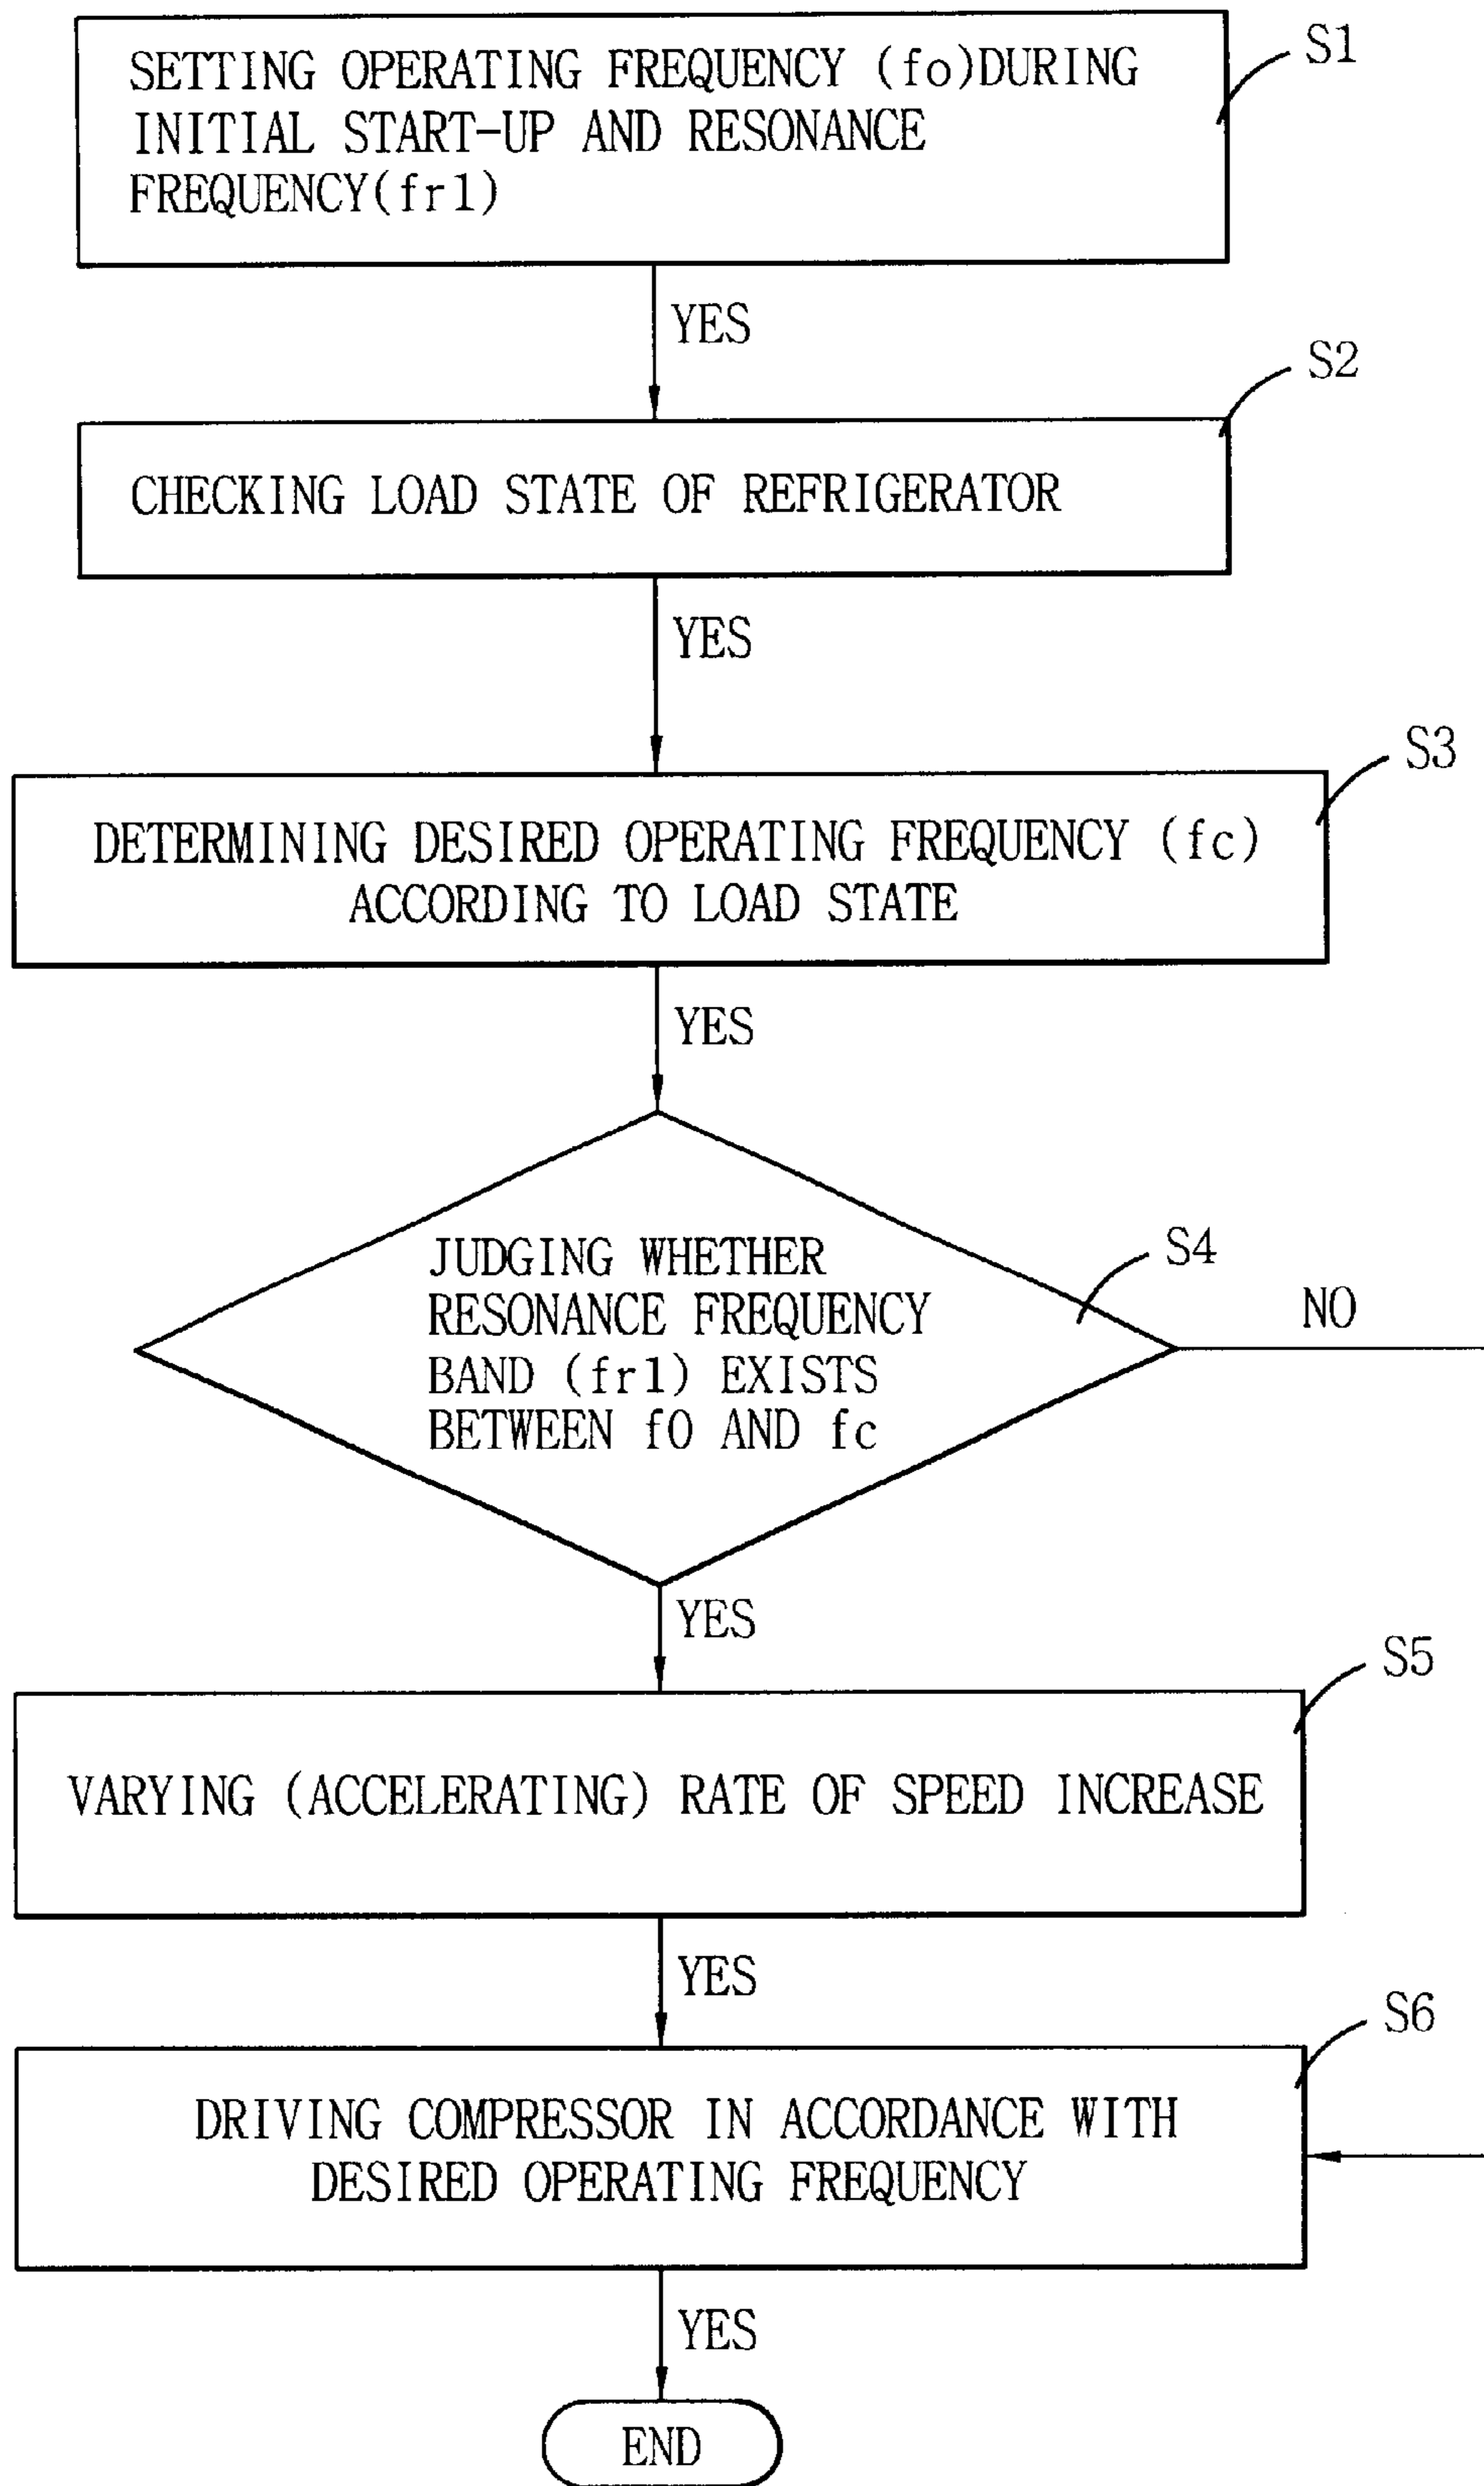 SETTING OPERATING FREQUENCY (fo)DURING
INITIAL START-UP AND RESONANCE
FREQUENCY(fr1)
S1
YES
S2
CHECKING LOAD STATE OF REFRIGERATOR
YES
S3
DETERMINING DESIRED OPERATING FREQUENCY (fc)
ACCORDING TO LOAD STATE
YES
S4
JUDGING WHETHER
RESONANCE FREQUENCY
BAND (fr1) EXISTS
BETWEEN f0 AND fc
NO
YES
S5
VARYING (ACCELERATING) RATE OF SPEED INCREASE
YES
S6
DRIVING COMPRESSOR IN ACCORDANCE WITH
DESIRED OPERATING FREQUENCY
YES
END